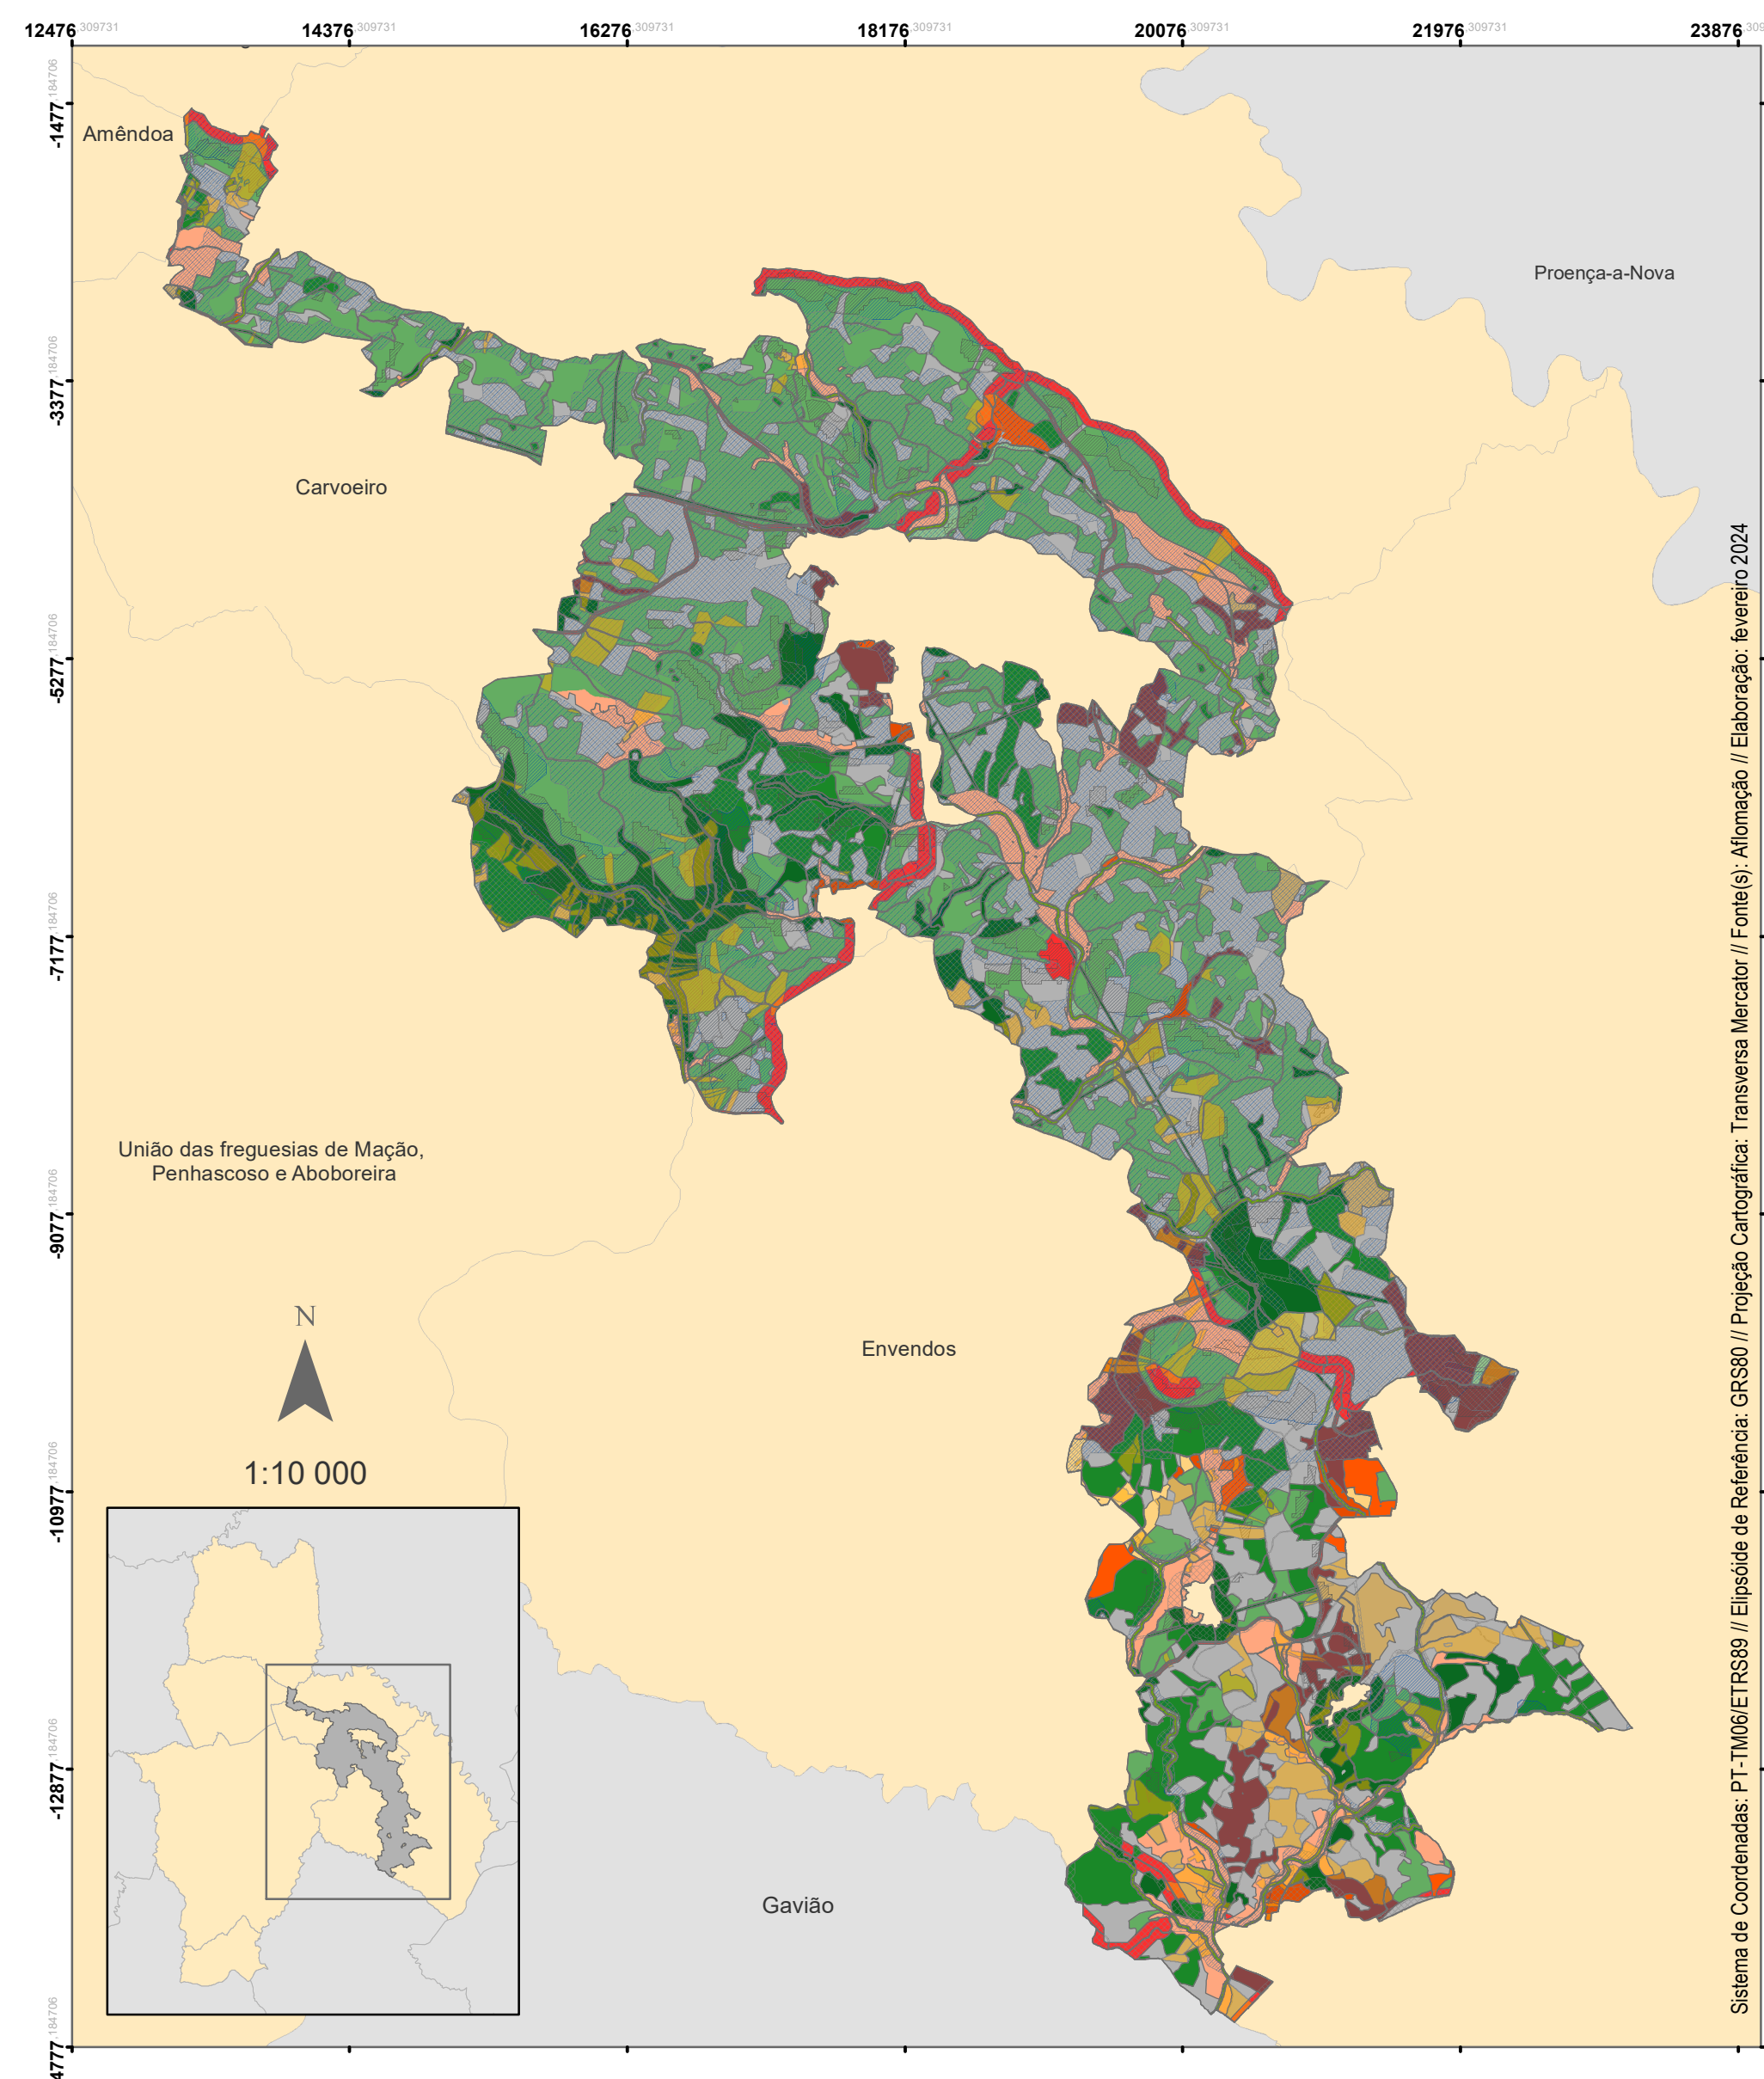 12476,309731 14376,309731 16276,309731 18176,309731 20076,309731 21976,309731 23876,309
-1477,184706
Amêndoa
Proença-a-Nova
-3377,184706
Carvoeiro
-5277,184706
-7177,184706
União das freguesias de Mação,
Penhascoso e Aboboreira
-9077,184706
N
Envendos
1:10 000
-10977,184706
-12877,184706
Gavião
4777,184706
Sistema de Coordenadas: PT-TM06/ETRS89 // Elipsóide de Referência: GRS80 // Projeção Cartográfica: Transversa Mercator // Fonte(s): Aflomação // Elaboração: fevereiro 2024